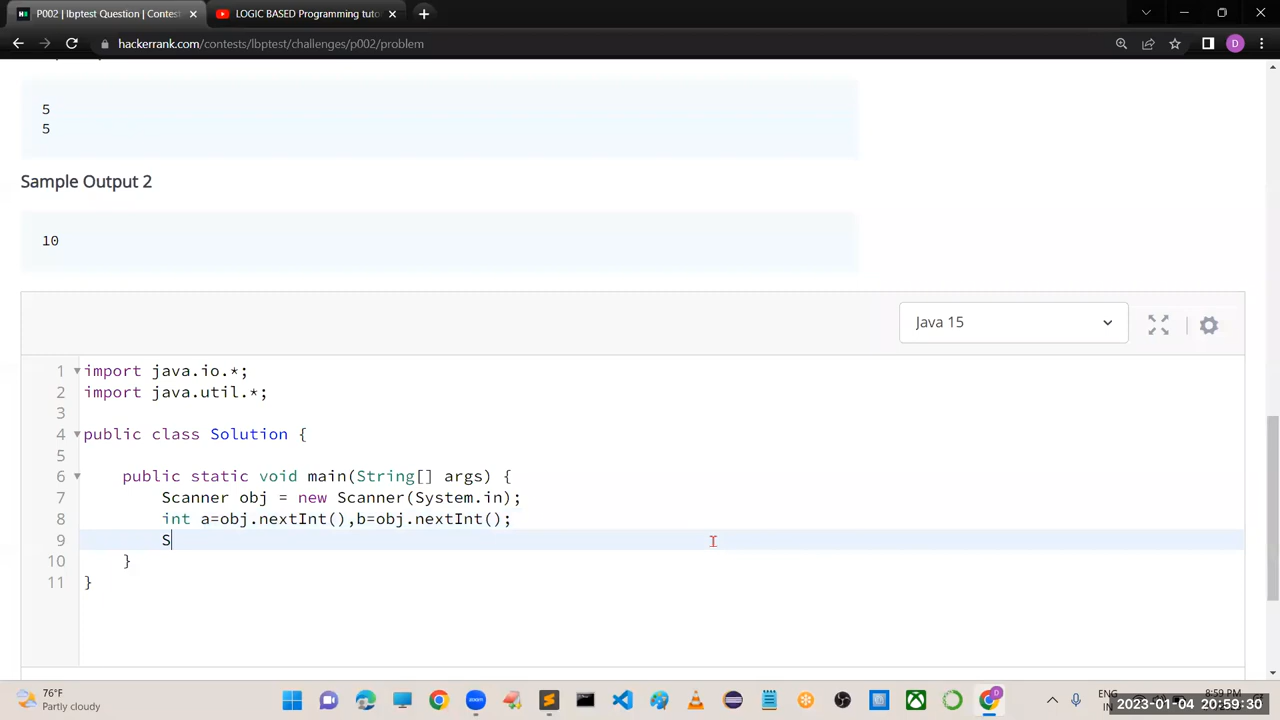 P002 | lbptest Question | Contest
LOGIC BASED Programming tuto
hackerrank.com/contests/lbptest/challenges/p002/problem
D
5
5
Sample Output 2
10
Java 15
1 import java.io.*;
2 import java.util.*;
3
4 public class Solution {
5
6 public static void main(String[] args) {
7 Scanner obj = new Scanner(System.in);
8 int a=obj.nextInt(),b=obj.nextInt();
9 S
10 }
11 }
76°F
Partly cloudy
zoom
D
ENG
IN
8:59 PM
2023-01-04 20:59:30